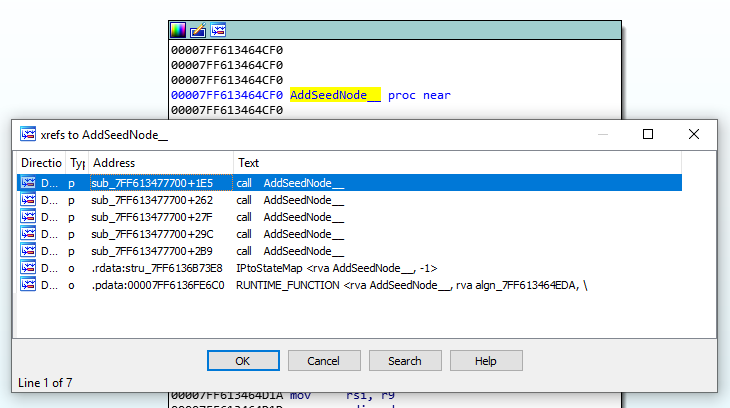 00007FF613464CF0
00007FF613464CF0
00007FF613464CF0
00007FF613464CF0 AddSeedNode__ proc near
00007FF613464CF0
xrefs to AddSeedNode__
Directio Ty Address Text
D... p sub_7FF613477700+1E5 call AddSeedNode__
D... p sub_7FF613477700+262 call AddSeedNode__
D... p sub_7FF613477700+27F call AddSeedNode__
D... p sub_7FF613477700+29C call AddSeedNode__
D... p sub_7FF613477700+2B9 call AddSeedNode__
D... o .rdata:stru_7FF6136B73E8 IPtoStateMap <rva AddSeedNode__, -1>
D... o .pdata:00007FF6136FE6C0 RUNTIME_FUNCTION <rva AddSeedNode__, rva algn_7FF613464EDA, \
OK Cancel Search Help
Line 1 of 7
00007FF613464D1A mov rsi, r9